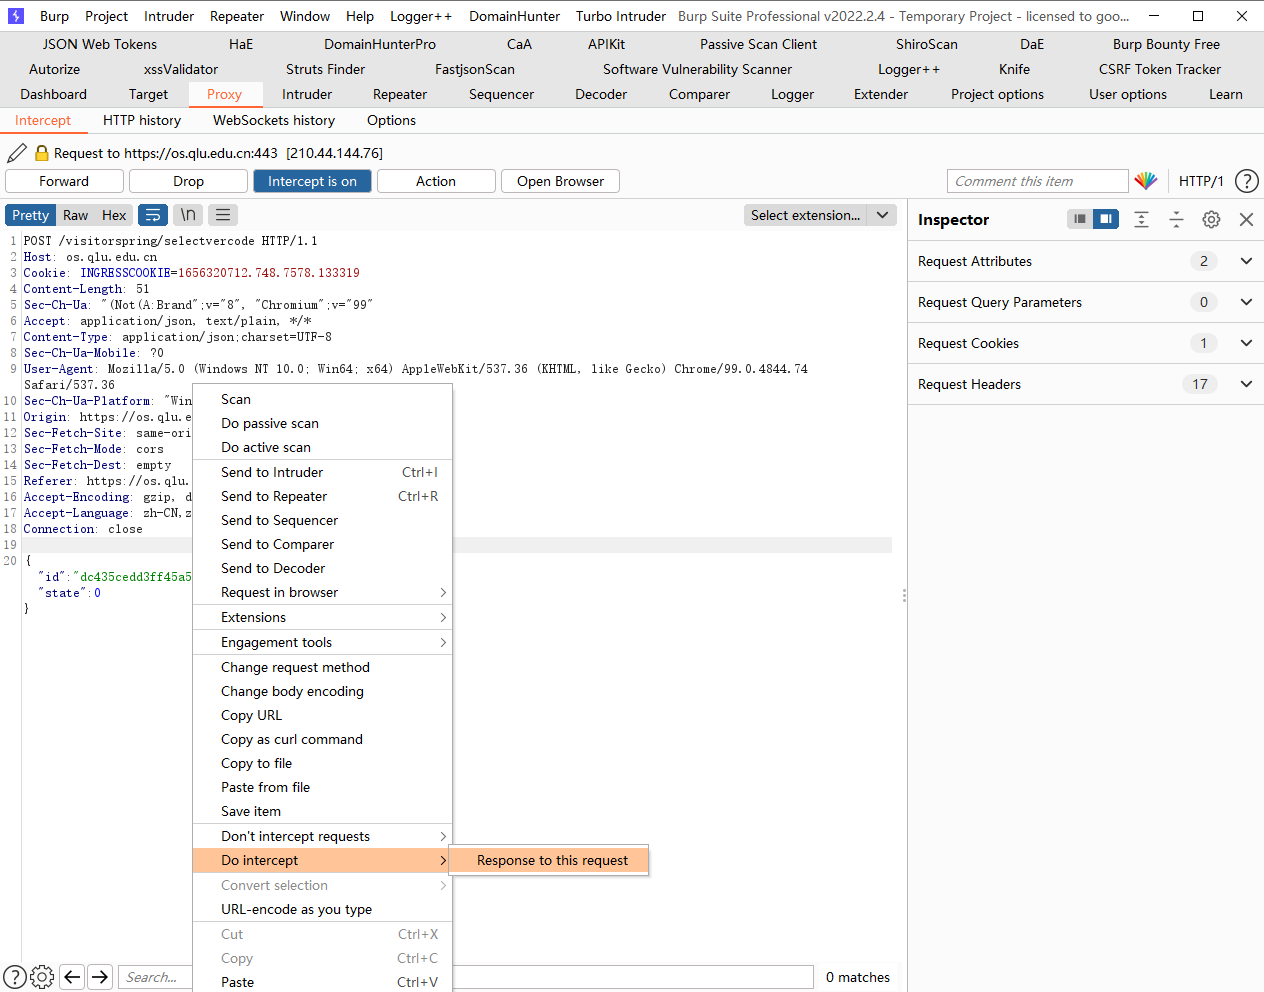 Burp Project Intruder Repeater Window Help Logger++ DomainHunter Turbo Intruder Burp Suite Professional v2022.2.4 - Temporary Project - licensed to goo...
JSON Web Tokens HaE DomainHunterPro CaA APIKit Passive Scan Client ShiroScan DaE Burp Bounty Free
Autorize xssValidator Struts Finder FastjsonScan Software Vulnerability Scanner Logger++ Knife CSRF Token Tracker
Dashboard Target Proxy Intruder Repeater Sequencer Decoder Comparer Logger Extender Project options User options Learn
Intercept HTTP history WebSockets history Options
Request to https://os.qlu.edu.cn:443 [210.44.144.76]
Forward Drop Intercept is on Action Open Browser Comment this item HTTP/1 ?
Pretty Raw Hex \n Select extension... Inspector
1 POST /visitorspring/selectvercode HTTP/1.1
2 Host: os.qlu.edu.cn
3 Cookie: INGRESSCOOKIE=1656320712.748.7578.133319
4 Content-Length: 51
5 Sec-Ch-Ua: "(Not(A:Brand";v="8", "Chromium";v="99"
6 Accept: application/json, text/plain, */*
7 Content-Type: application/json;charset=UTF-8
8 Sec-Ch-Ua-Mobile: ?0
9 User-Agent: Mozilla/5.0 (Windows NT 10.0; Win64; x64) AppleWebKit/537.36 (KHTML, like Gecko) Chrome/99.0.4844.74
Safari/537.36
10 Sec-Ch-Ua-Platform: "Win
11 Origin: https://os.qlu.e
12 Sec-Fetch-Site: same-ori
13 Sec-Fetch-Mode: cors
14 Sec-Fetch-Dest: empty
15 Referer: https://os.qlu.
16 Accept-Encoding: gzip, d
17 Accept-Language: zh-CN,z
18 Connection: close
19
20 {
"id":"dc435cedd3ff45a5
"state":0
}
Request Attributes 2
Request Query Parameters 0
Request Cookies 1
Request Headers 17
Scan
Do passive scan
Do active scan
Send to Intruder Ctrl+I
Send to Repeater Ctrl+R
Send to Sequencer
Send to Comparer
Send to Decoder
Request in browser
Extensions
Engagement tools
Change request method
Change body encoding
Copy URL
Copy as curl command
Copy to file
Paste from file
Save item
Don't intercept requests
Do intercept
Response to this request
Convert selection
URL-encode as you type
Cut Ctrl+X
Copy Ctrl+C
Paste Ctrl+V
? Search... 0 matches